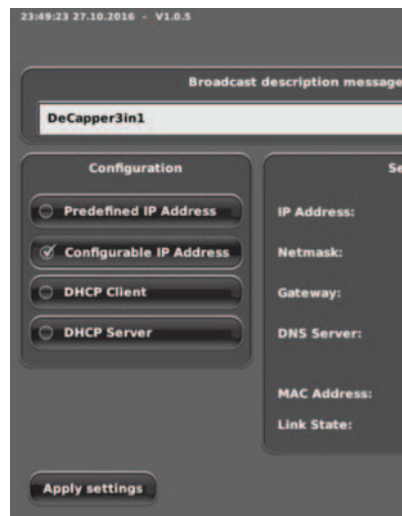 23:49:23 27.10.2016 - V1.0.5
Broadcast description message
DeCapper3in1
Configuration
Predefined IP Address
Configurable IP Address
DHCP Client
DHCP Server
Se
IP Address:
Netmask:
Gateway:
DNS Server:
MAC Address:
Link State:
Apply settings